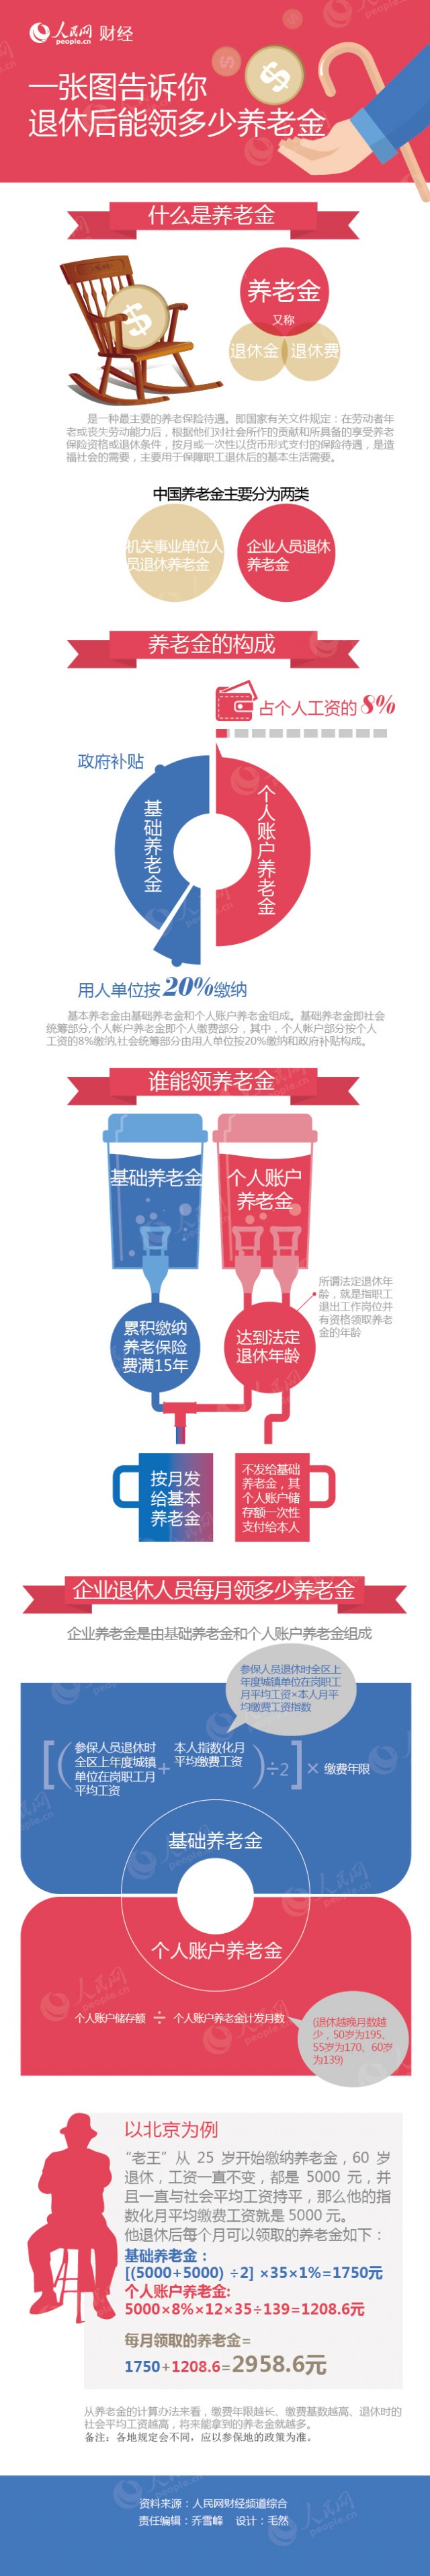 人民网 财经
people.cn
一张图告诉你
退休后能领多少养老金
什么是养老金
养老金
又称
退休金 退休费
是一种最主要的养老保险待遇。即国家有关文件规定：在劳动者年
老或丧失劳动能力后，根据他们对社会所作的贡献和所具备的享受养老
保险资格或退休条件，按月或一次性以货币形式支付的保险待遇，是造
福社会的需要，主要用于保障职工退休后的基本生活需要。
中国养老金主要分为两类
机关事业单位人
员退休养老金
企业人员退休
养老金
养老金的构成
占个人工资的8%
政府补贴
基础养老金
个人账户养老金
用人单位按20%缴纳
基本养老金由基础养老金和个人账户养老金组成。基础养老金即社会
统筹部分,个人帐户养老金即个人缴费部分，其中，个人帐户部分按个人
工资的8%缴纳,社会统筹部分由用人单位按20%缴纳和政府补贴构成。
谁能领养老金
基础养老金
个人账户
养老金
所谓法定退休年
龄，就是指职工
退出工作岗位并
有资格领取养老
金的年龄
累积缴纳
养老保险
费满15年
达到法定
退休年龄
按月发
给基本
养老金
不发给基础
养老金，其
个人账户储
存额一次性
支付给本人
企业退休人员每月领多少养老金
企业养老金是由基础养老金和个人账户养老金组成
参保人员退休时全区上
年度城镇单位在岗职工
月平均工资×本人月平
均缴费工资指数
[(参保人员退休时
全区上年度城镇
单位在岗职工月
平均工资
+
本人指数化月
平均缴费工资
)÷2]×缴费年限
基础养老金
个人账户养老金
个人账户储存额 ÷ 个人账户养老金计发月数
(退休越晚月数越
少，50岁为195、
55岁为170、60岁
为139)
以北京为例
“老王”从 25 岁开始缴纳养老金，60 岁
退休，工资一直不变，都是 5000 元，并
且一直与社会平均工资持平，那么他的指
数化月平均缴费工资就是 5000 元。
他退休后每个月可以领取的养老金如下：
基础养老金：
[(5000+5000) ÷2] ×35×1%=1750元
个人账户养老金:
5000×8%×12×35÷139=1208.6元
每月领取的养老金=
1750+1208.6=2958.6元
从养老金的计算办法来看，缴费年限越长、缴费基数越高、退休时的
社会平均工资越高，将来能拿到的养老金就越多。
备注：各地规定会不同，应以参保地的政策为准。
资料来源：人民网财经频道综合
责任编辑：乔雪峰 设计：毛然